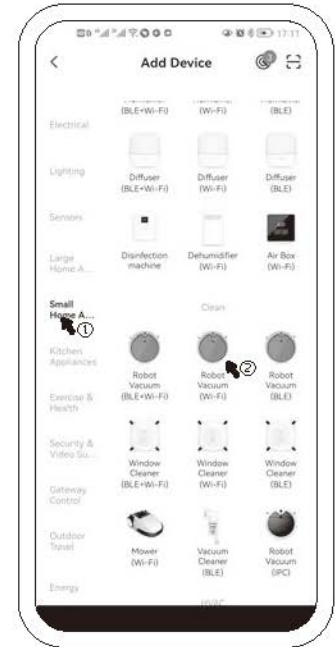 17:11
Add Device
Electrical
Lighting
Sensors
Large
Home A...
Small
Home A...
①
Kitchen
Appliances
Exercise &
Health
Security &
Video Su...
Gateway
Control
Outdoor
Travel
Energy
(BLE+Wi-Fi)
(Wi-Fi)
(BLE)
Diffuser
(BLE+Wi-Fi)
Diffuser
(Wi-Fi)
Diffuser
(BLE)
Disinfection
machine
Dehumidifier
(Wi-Fi)
Air Box
(Wi-Fi)
Clean
Robot
Vacuum
(BLE+Wi-Fi)
Robot
Vacuum
(Wi-Fi)
②
Robot
Vacuum
(BLE)
Window
Cleaner
(BLE+Wi-Fi)
Window
Cleaner
(Wi-Fi)
Window
Cleaner
(BLE)
Mower
(Wi-Fi)
Vacuum
Cleaner
(BLE)
Robot
Vacuum
(IPC)
HVAC